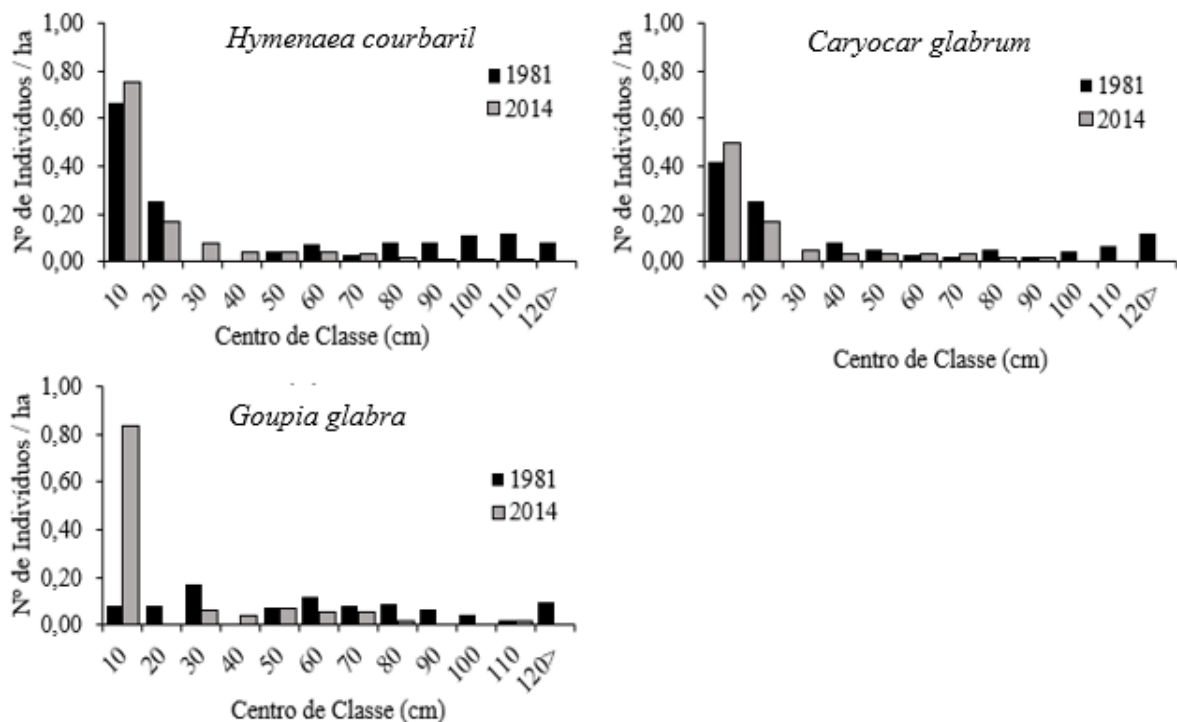 Hymenaea courbaril
Nº de Indivíduos / ha
1,00
0,80
0,60
0,40
0,20
0,00
1981
2014
10 20 30 40 50 60 70 80 90 100 110 120>
Centro de Classe (cm)
Caryocar glabrum
Nº de Indivíduos / ha
1,00
0,80
0,60
0,40
0,20
0,00
1981
2014
10 20 30 40 50 60 70 80 90 100 110 120>
Centro de Classe (cm)
Goupia glabra
Nº de Indivíduos / ha
1,00
0,80
0,60
0,40
0,20
0,00
1981
2014
10 20 30 40 50 60 70 80 90 100 110 120>
Centro de Classe (cm)